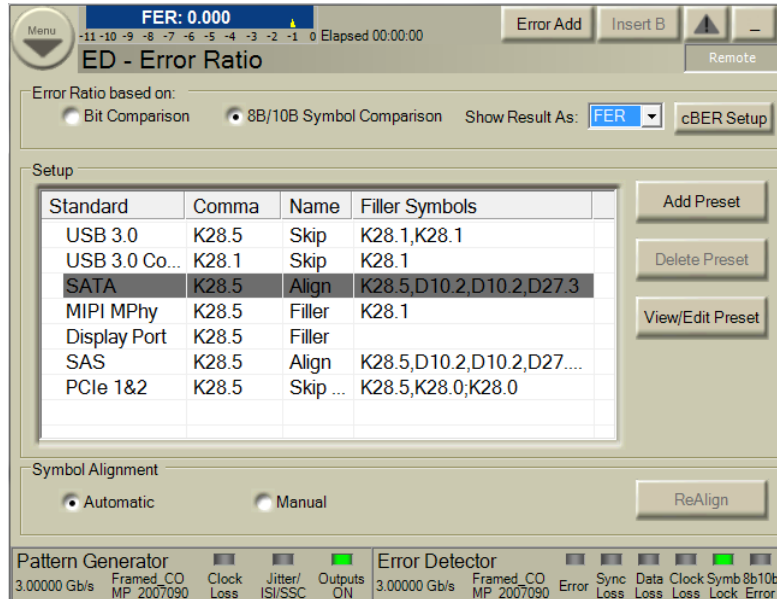 Menu
FER: 0.000
-11 -10 -9 -8 -7 -6 -5 -4 -3 -2 -1 0 Elapsed 00:00:00
Error Add
Insert B
ED - Error Ratio
Remote
Error Ratio based on:
Bit Comparison 8B/10B Symbol Comparison Show Result As: FER cBER Setup
Setup
Standard Comma Name Filler Symbols
USB 3.0 K28.5 Skip K28.1,K28.1
USB 3.0 Co... K28.1 Skip K28.1
SATA K28.5 Align K28.5,D10.2,D10.2,D27.3
MIPI MPhy K28.5 Filler K28.1
Display Port K28.5 Filler
SAS K28.5 Align K28.5,D10.2,D10.2,D27....
PCIe 1&2 K28.5 Skip ... K28.5,K28.0;K28.0
Add Preset
Delete Preset
View/Edit Preset
Symbol Alignment
Automatic Manual ReAlign
Pattern Generator
3.00000 Gb/s
Framed_CO
MP_2007090
Clock
Loss
Jitter/
ISI/SSC
Outputs
ON
Error Detector
3.00000 Gb/s
Framed_CO
MP_2007090
Error
Sync
Loss
Data
Loss
Clock
Loss
Symb
Lock
8b10b
Error